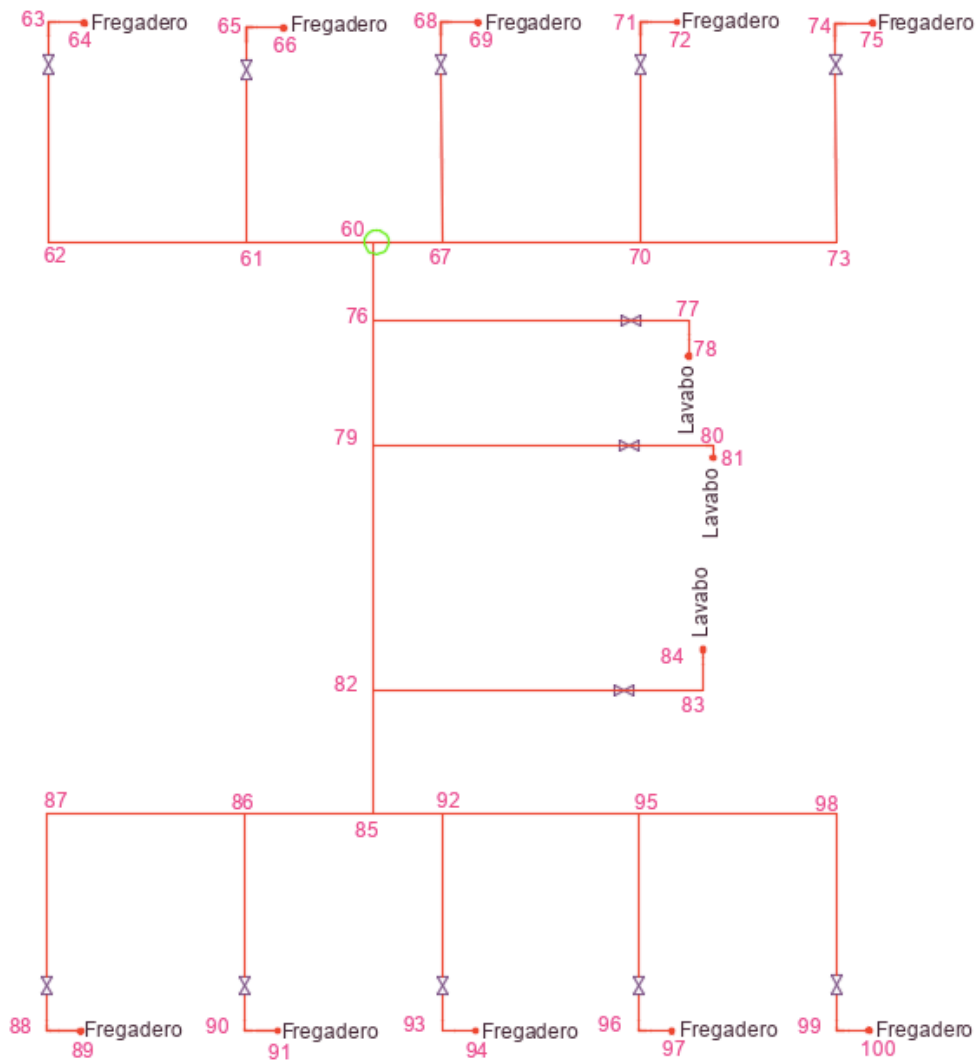 63 Fregadero 65 Fregadero 68 Fregadero 71 Fregadero 74 Fregadero
64 66 69 72 75
60
62 61 67 70 73
76 77
78
Lavabo
79 80
81
Lavabo
Lavabo
84
82
83
87 86 92 95 98
85
88 Fregadero 90 Fregadero 93 Fregadero 96 Fregadero 99 Fregadero
89 91 94 97 100